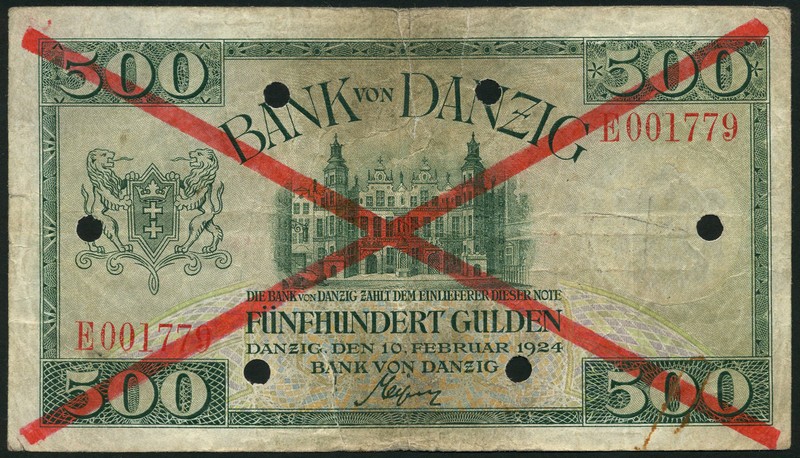 500 500
BANK VON DANZIG
E001779
DIE BANK VON DANZIG ZAHLT DEM EINLIEFERER DIESER NOTE
FÜNFHUNDERT GULDEN
E001779
DANZIG, DEN 10. FEBRUAR 1924
BANK VON DANZIG
500 500